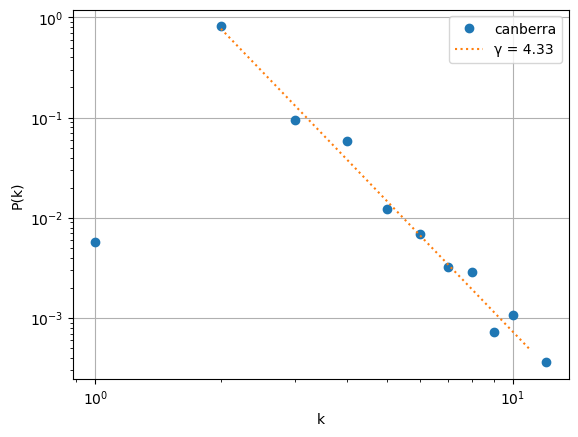 canberra
γ = 4.33
10⁰
10⁻¹
10⁻²
10⁻³
P(k)
10⁰ 10¹
k